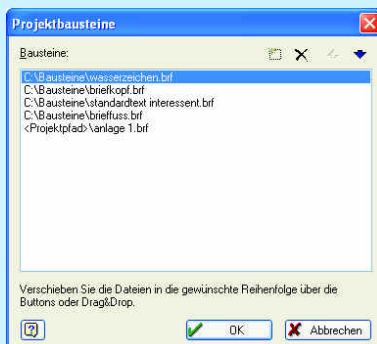 Projektbausteine
Bausteine:
C:\Bausteine\wasserzeichen.brf
C:\Bausteine\briefkopf.brf
C:\Bausteine\standardtext interessent.brf
C:\Bausteine\brieffuss.brf
<Projektpfad>\anlage 1.brf
Verschieben Sie die Dateien in die gewünschte Reihenfolge über die
Buttons oder Drag&Drop.
OK
Abbrechen